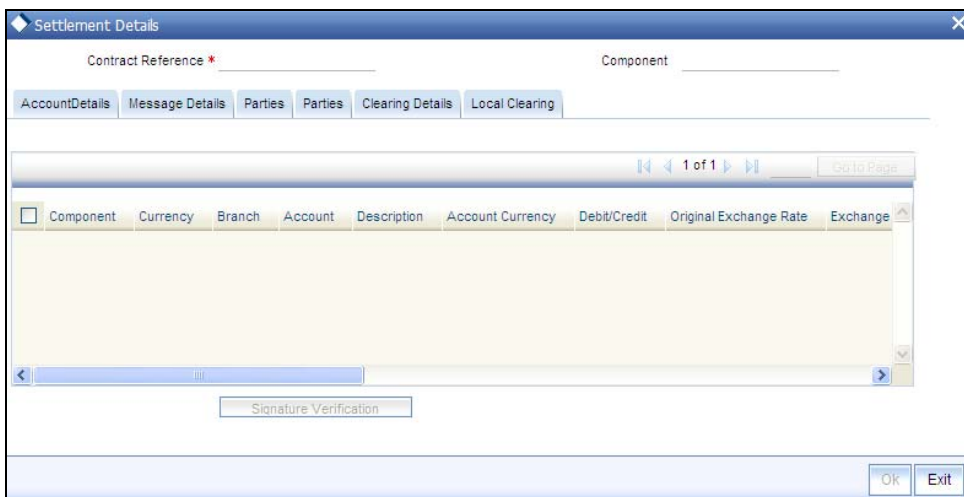 Settlement Details
Contract Reference *
Component
AccountDetails Message Details Parties Parties Clearing Details Local Clearing
1 of 1 Go to Page
Component Currency Branch Account Description Account Currency Debit/Credit Original Exchange Rate Exchange
Signature Verification
Ok Exit